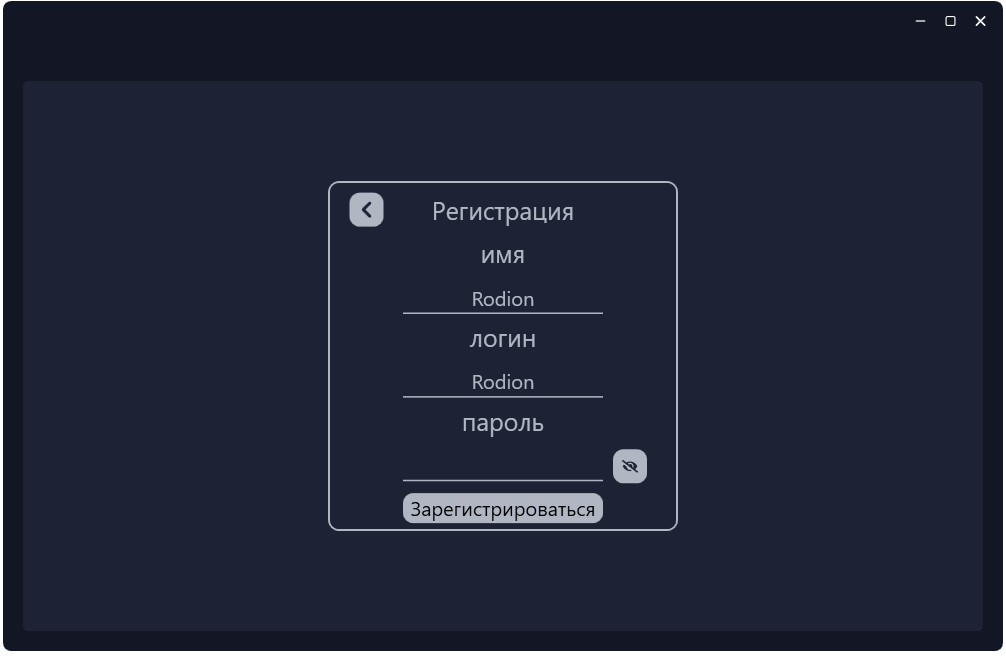 Регистрация
имя
Rodion
логин
Rodion
пароль
Зарегистрироваться